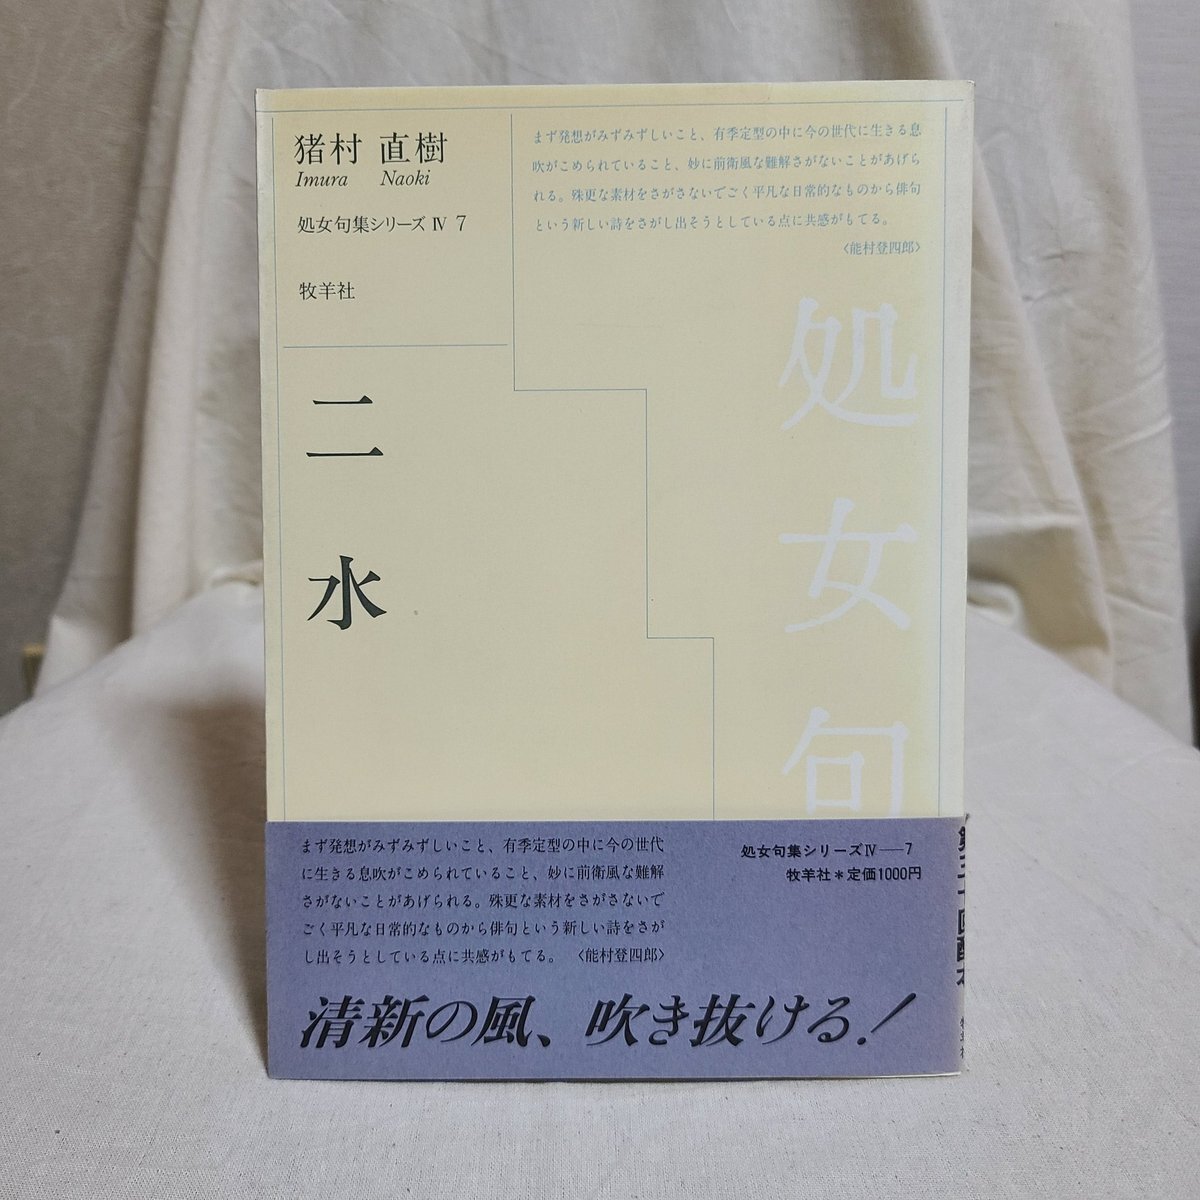 猪村 直樹
Imura Naoki
処女句集シリーズ Ⅳ 7
牧羊社
二水
まず発想がみずみずしいこと、有季定型の中に今の世代に生きる息
吹がこめられていること、妙に前衛風な難解さがないことがあげら
れる。殊更な素材をさがさないでごく平凡な日常的なものから俳句
という新しい詩をさがし出そうとしている点に共感がもてる。
〈能村登四郎〉
処女句
まず発想がみずみずしいこと、有季定型の中に今の世代
に生きる息吹がこめられていること、妙に前衛風な難解
さがないことがあげられる。殊更な素材をさがさないで
ごく平凡な日常的なものから俳句という新しい詩をさが
し出そうとしている点に共感がもてる。 〈能村登四郎〉
処女句集シリーズⅣ―7
牧羊社＊定価1000円
清新の風、吹き抜ける！